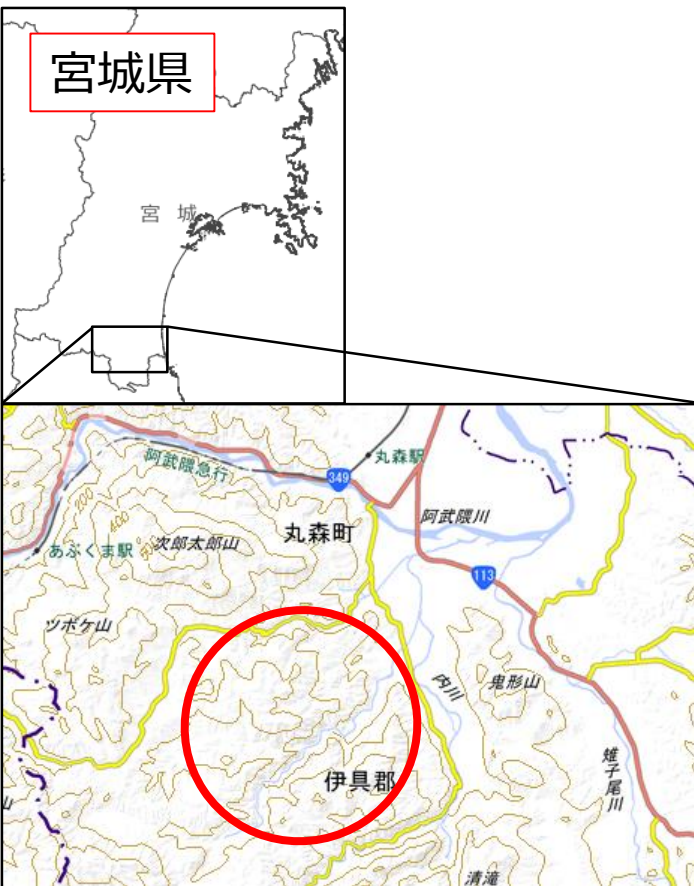 宮城県
宮城
丸森駅
阿武隈急行
349
阿武隈川
丸森町
次郎太郎山
あぶくま駅
200
400
113
ツボケ山
内川
鬼形山
雉子尾川
伊具郡
山
清滝